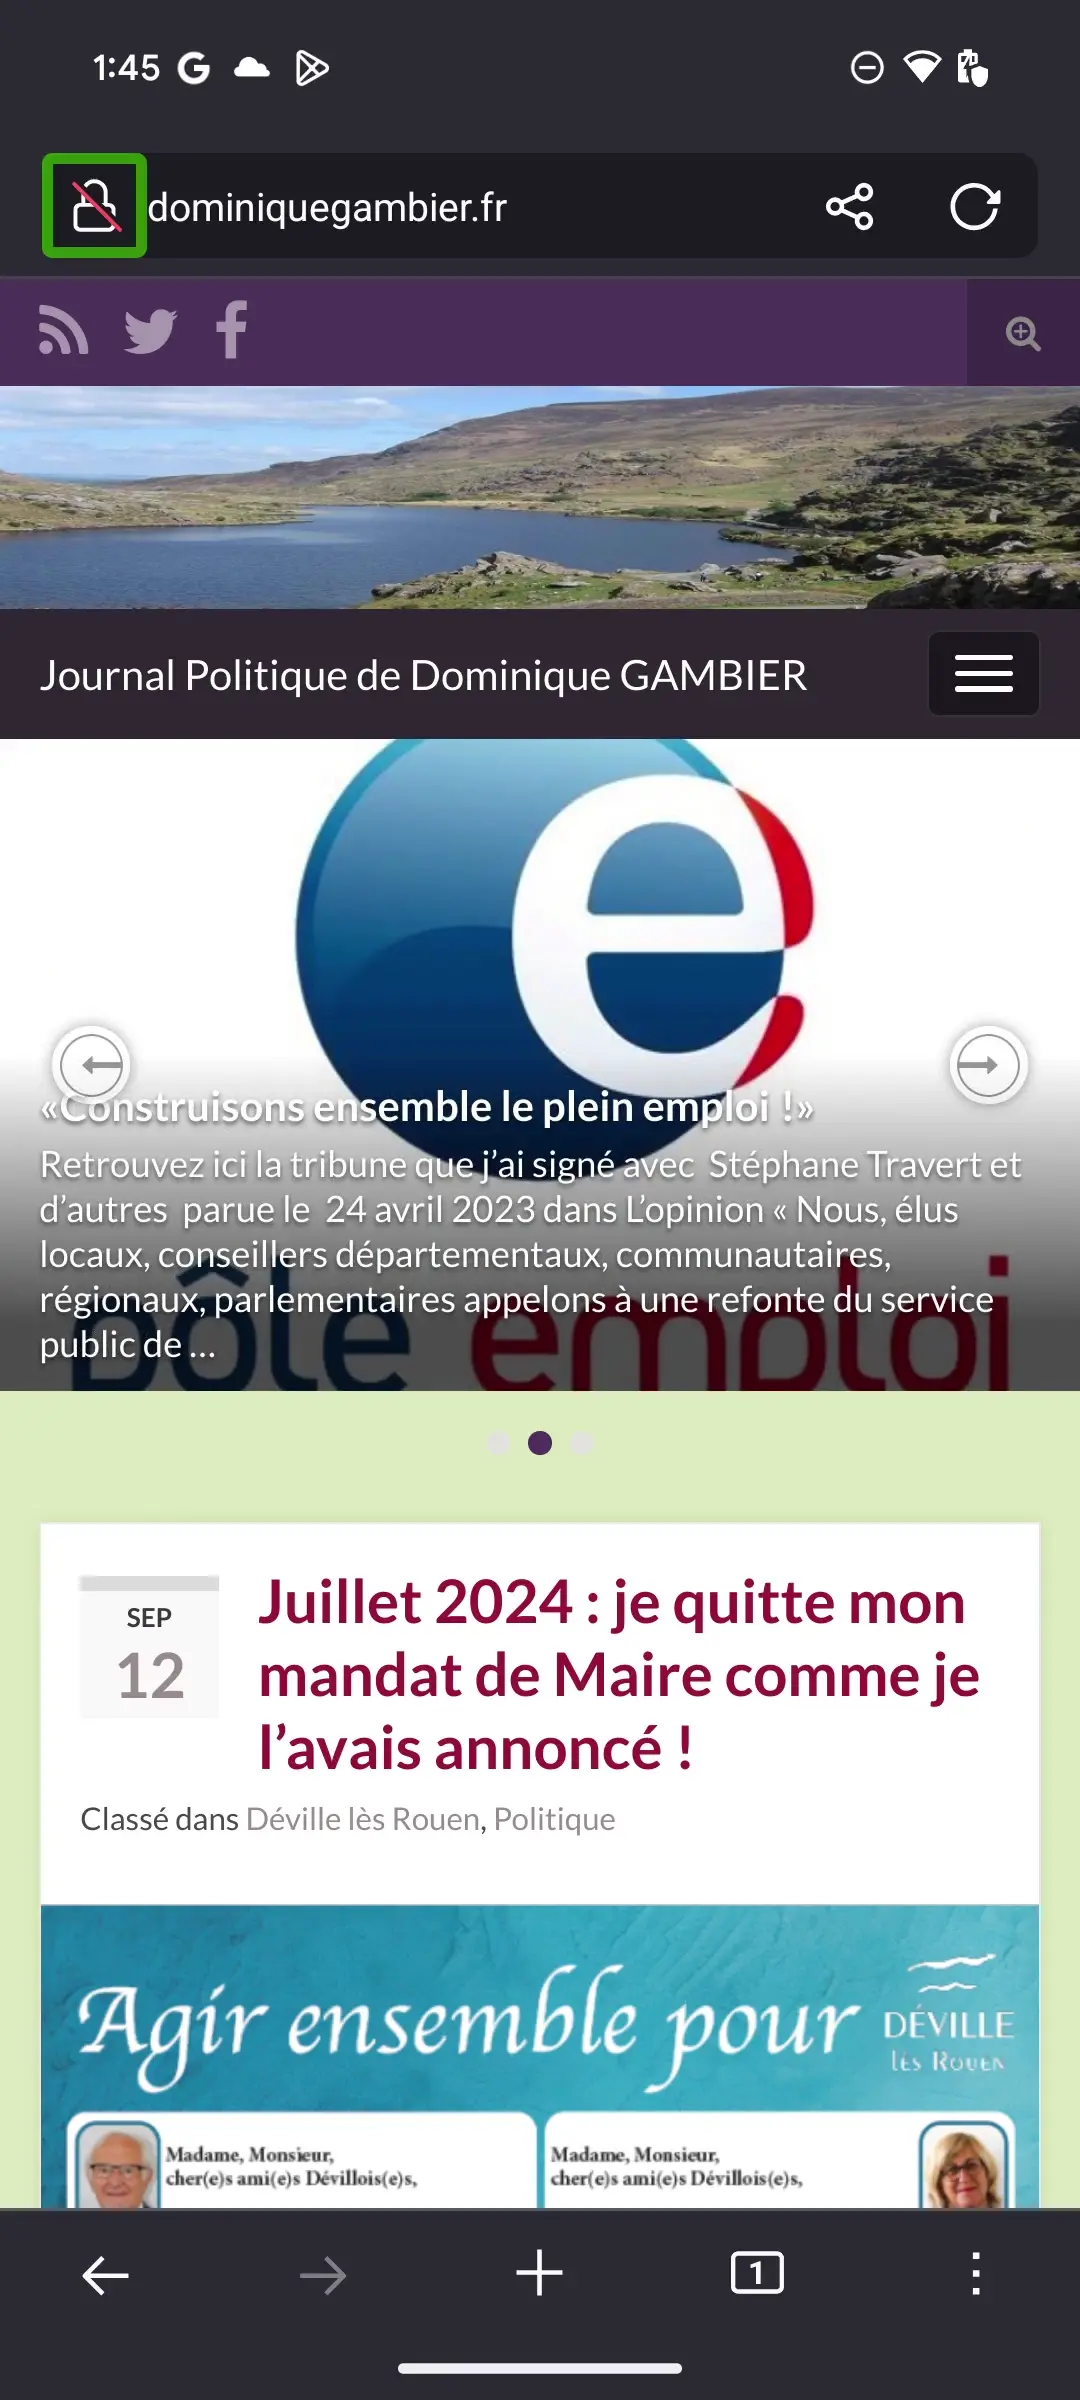 1:45
dominiquegambier.fr
Journal Politique de Dominique GAMBIER
«Construisons ensemble le plein emploi !»
Retrouvez ici la tribune que j’ai signé avec Stéphane Travert et
d’autres parue le 24 avril 2023 dans L’opinion « Nous, élus
locaux, conseillers départementaux, communautaires,
régionaux, parlementaires appelons à une refonte du service
public de ...
pôle emploi
SEP
12
Juillet 2024 : je quitte mon
mandat de Maire comme je
l’avais annoncé !
Classé dans Déville lès Rouen, Politique
Agir ensemble pour
DÉVILLE
lès Rouen
Madame, Monsieur,
cher(e)s ami(e)s Dévillois(e)s,
Madame, Monsieur,
cher(e)s ami(e)s Dévillois(e)s,
1